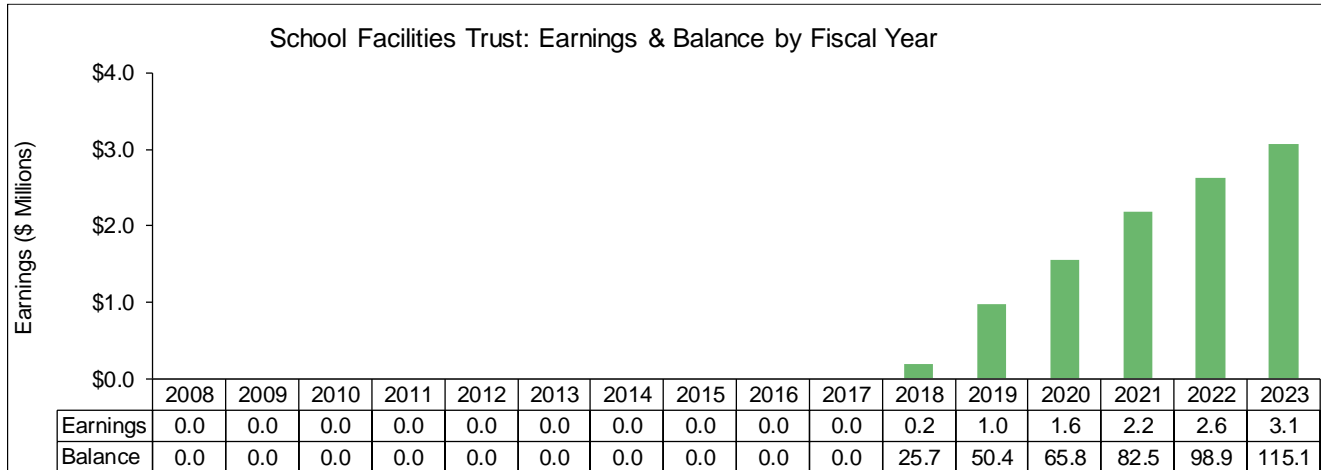 School Facilities Trust: Earnings & Balance by Fiscal Year
Earnings ($ Millions)
$4.0
$3.0
$2.0
$1.0
$0.0
2008 2009 2010 2011 2012 2013 2014 2015 2016 2017 2018 2019 2020 2021 2022 2023
Earnings 0.0 0.0 0.0 0.0 0.0 0.0 0.0 0.0 0.0 0.0 0.2 1.0 1.6 2.2 2.6 3.1
Balance 0.0 0.0 0.0 0.0 0.0 0.0 0.0 0.0 0.0 0.0 25.7 50.4 65.8 82.5 98.9 115.1